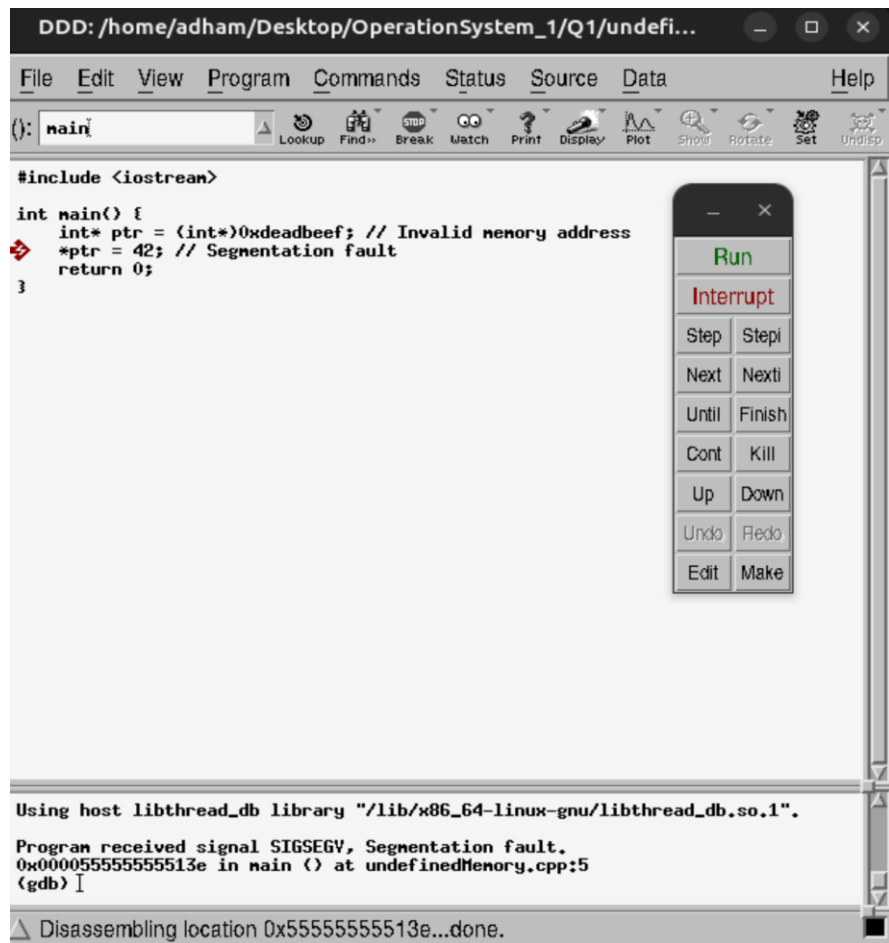 DDD: /home/adham/Desktop/OperationSystem_1/Q1/undefi...
File Edit View Program Commands Status Source Data Help
(): main
Lookup Find» Break Watch Print Display Plot Show Rotate Set Undisp
STOP
#include <iostream>
int main() {
int* ptr = (int*)0xdeadbeef; // Invalid memory address
*ptr = 42; // Segmentation fault
return 0;
}
Run
Interrupt
Step Stepi
Next Nexti
Until Finish
Cont Kill
Up Down
Undo Redo
Edit Make
Using host libthread_db library "/lib/x86_64-linux-gnu/libthread_db.so.1".
Program received signal SIGSEGV, Segmentation fault.
0x000055555555513e in main () at undefinedMemory.cpp:5
(gdb)
Disassembling location 0x55555555513e...done.